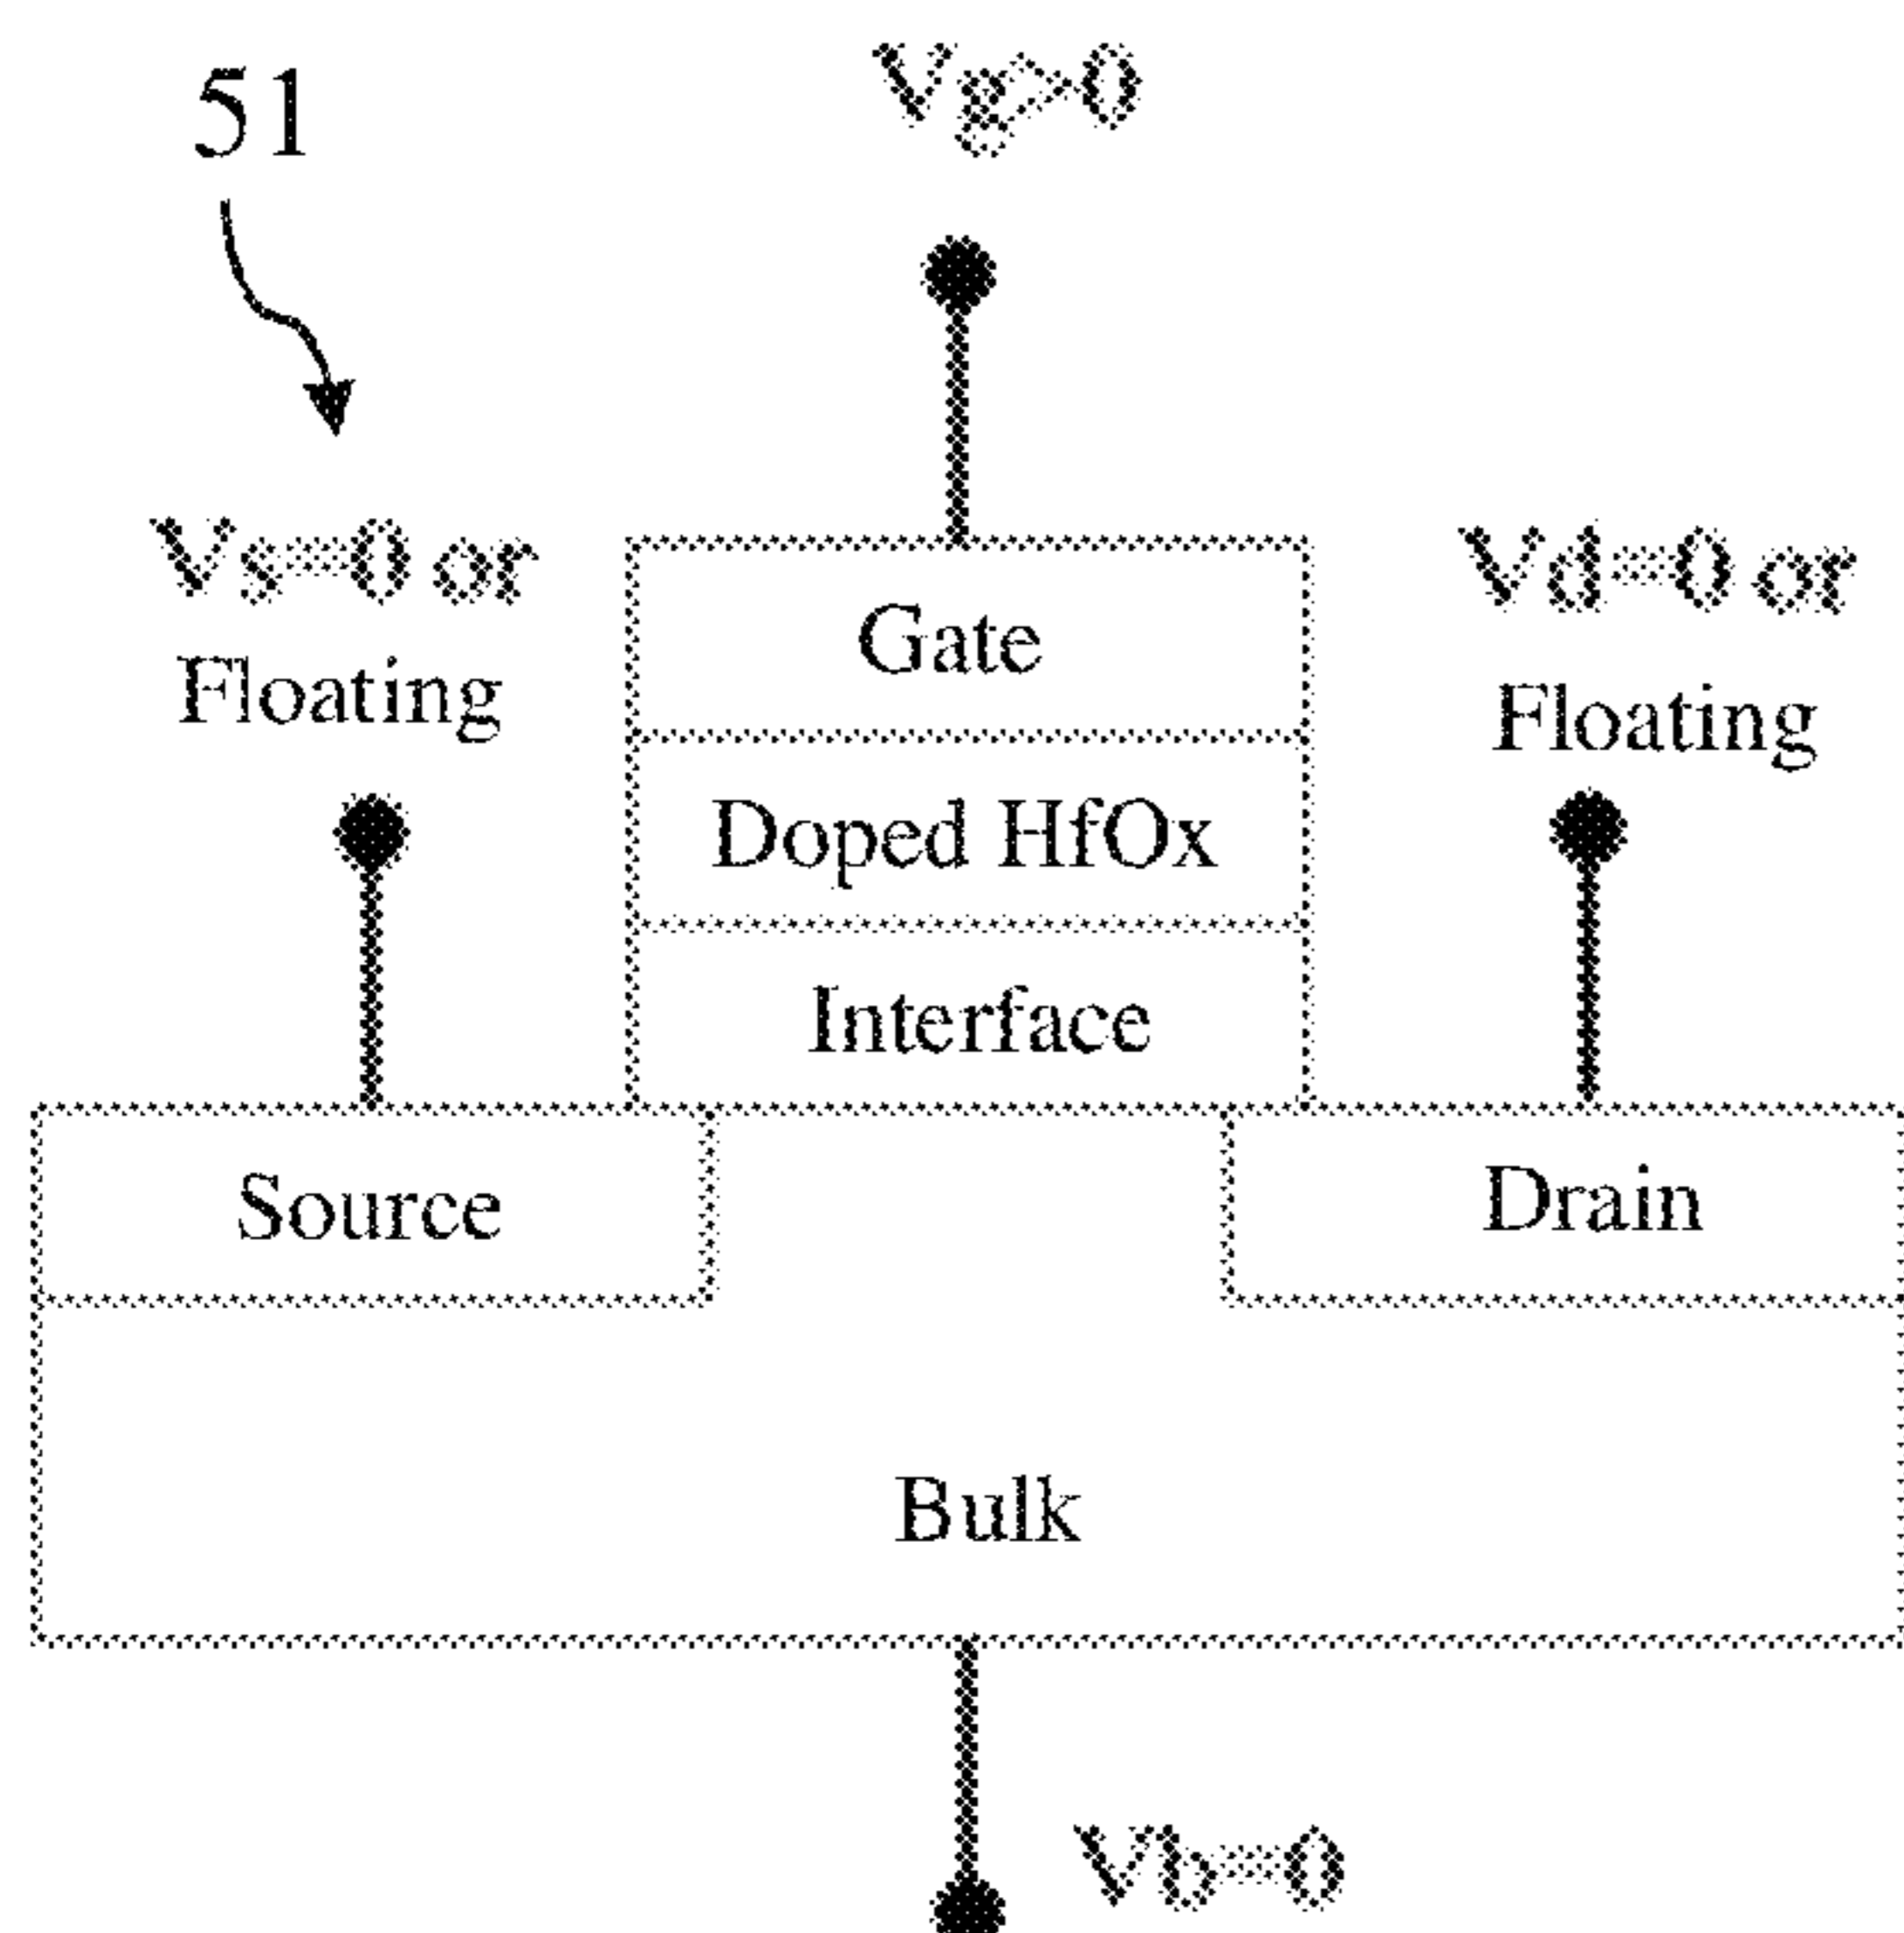 51
Vg>0
Vs=0 or
Floating
Gate
Vd=0 or
Floating
Doped HfOx
Interface
Source
Drain
Bulk
Vb=0